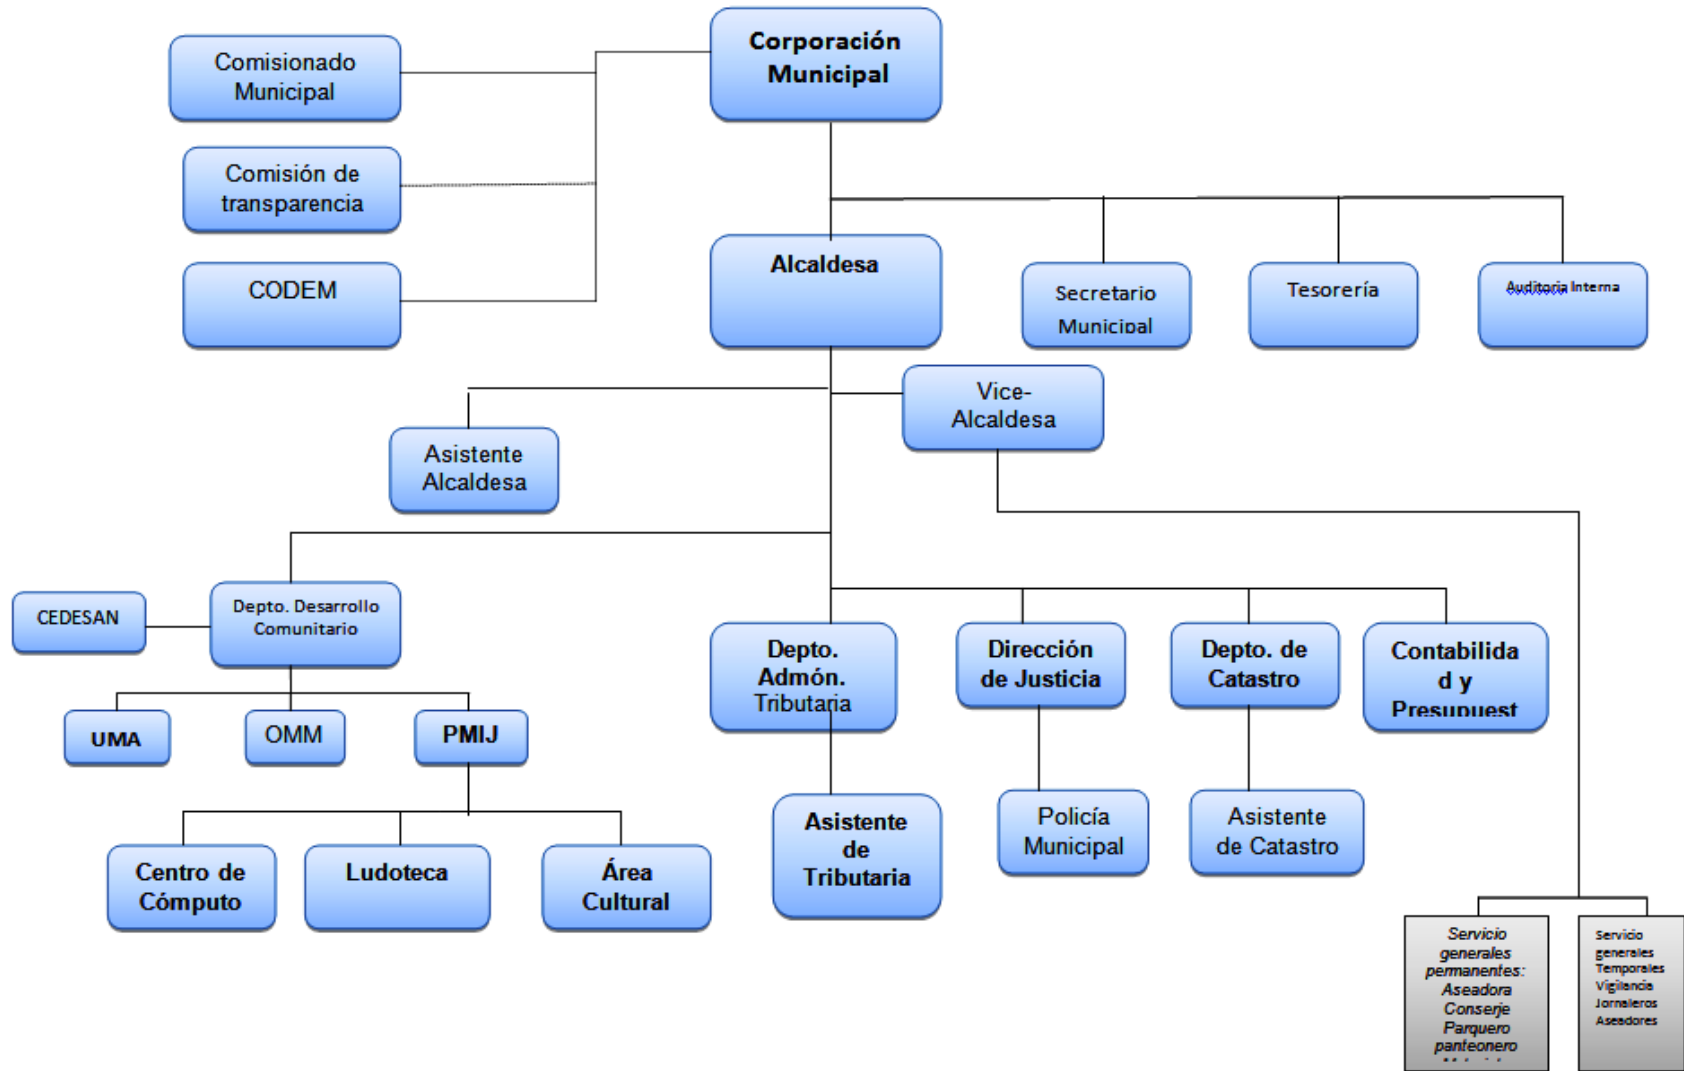 Corporación
Municipal
Comisionado
Municipal
Comisión de
transparencia
CODEM
Alcaldesa
Secretario
Municipal
Tesorería
Auditoria Interna
Vice-
Alcaldesa
Asistente
Alcaldesa
CEDESAN
Depto. Desarrollo
Comunitario
Depto.
Admón.
Tributaria
Dirección
de Justicia
Depto. de
Catastro
Contabilida
d y
Presupuest
UMA
OMM
PMIJ
Asistente
de
Tributaria
Policía
Municipal
Asistente
de Catastro
Centro de
Cómputo
Ludoteca
Área
Cultural
Servicio
generales
permanentes:
Aseadora
Conserje
Parquero
panteonero
Servicio
generales
Temporales
Vigilancia
Jornaleros
Aseadores